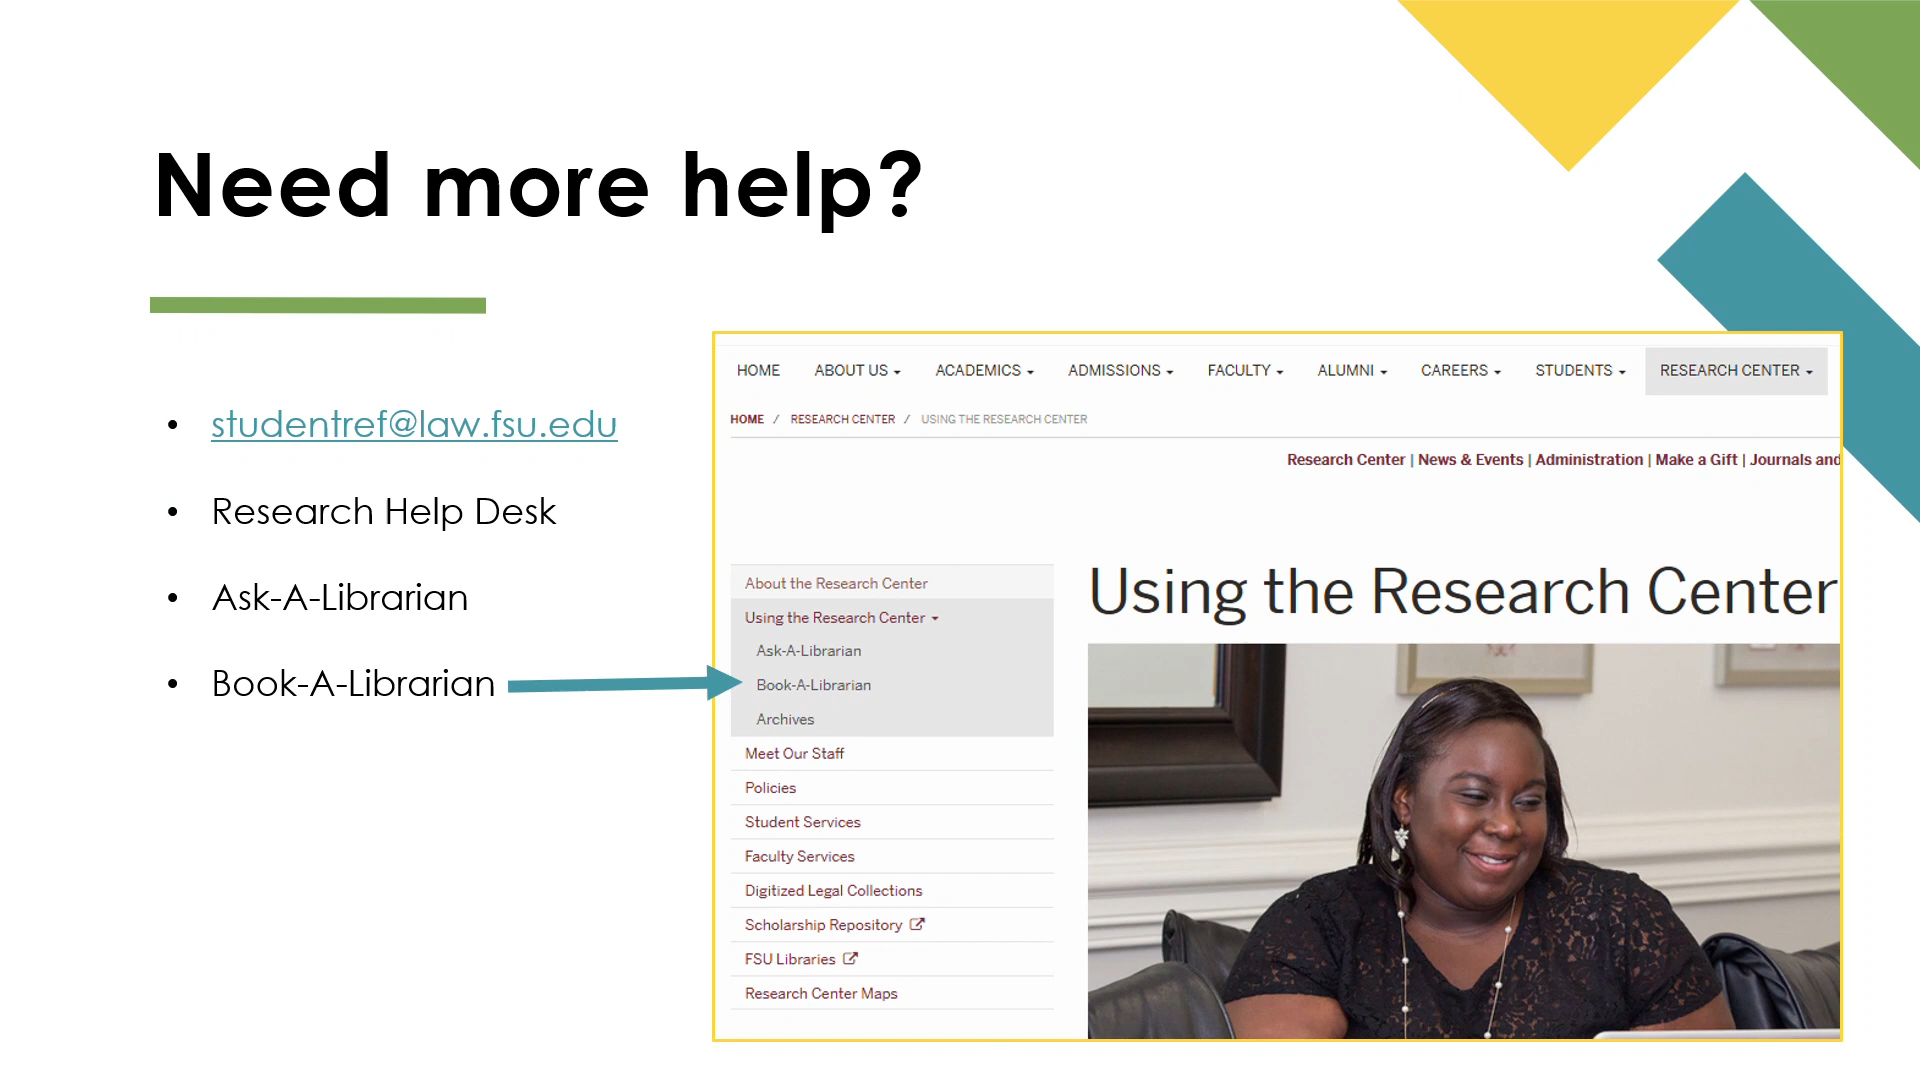 Need more help?
• studentref@law.fsu.edu
• Research Help Desk
• Ask-A-Librarian
• Book-A-Librarian
HOME ABOUT US ACADEMICS ADMISSIONS FACULTY ALUMNI CAREERS STUDENTS RESEARCH CENTER
HOME / RESEARCH CENTER / USING THE RESEARCH CENTER
Research Center | News & Events | Administration | Make a Gift | Journals and
About the Research Center
Using the Research Center
Ask-A-Librarian
Book-A-Librarian
Archives
Meet Our Staff
Policies
Student Services
Faculty Services
Digitized Legal Collections
Scholarship Repository
FSU Libraries
Research Center Maps
Using the Research Center